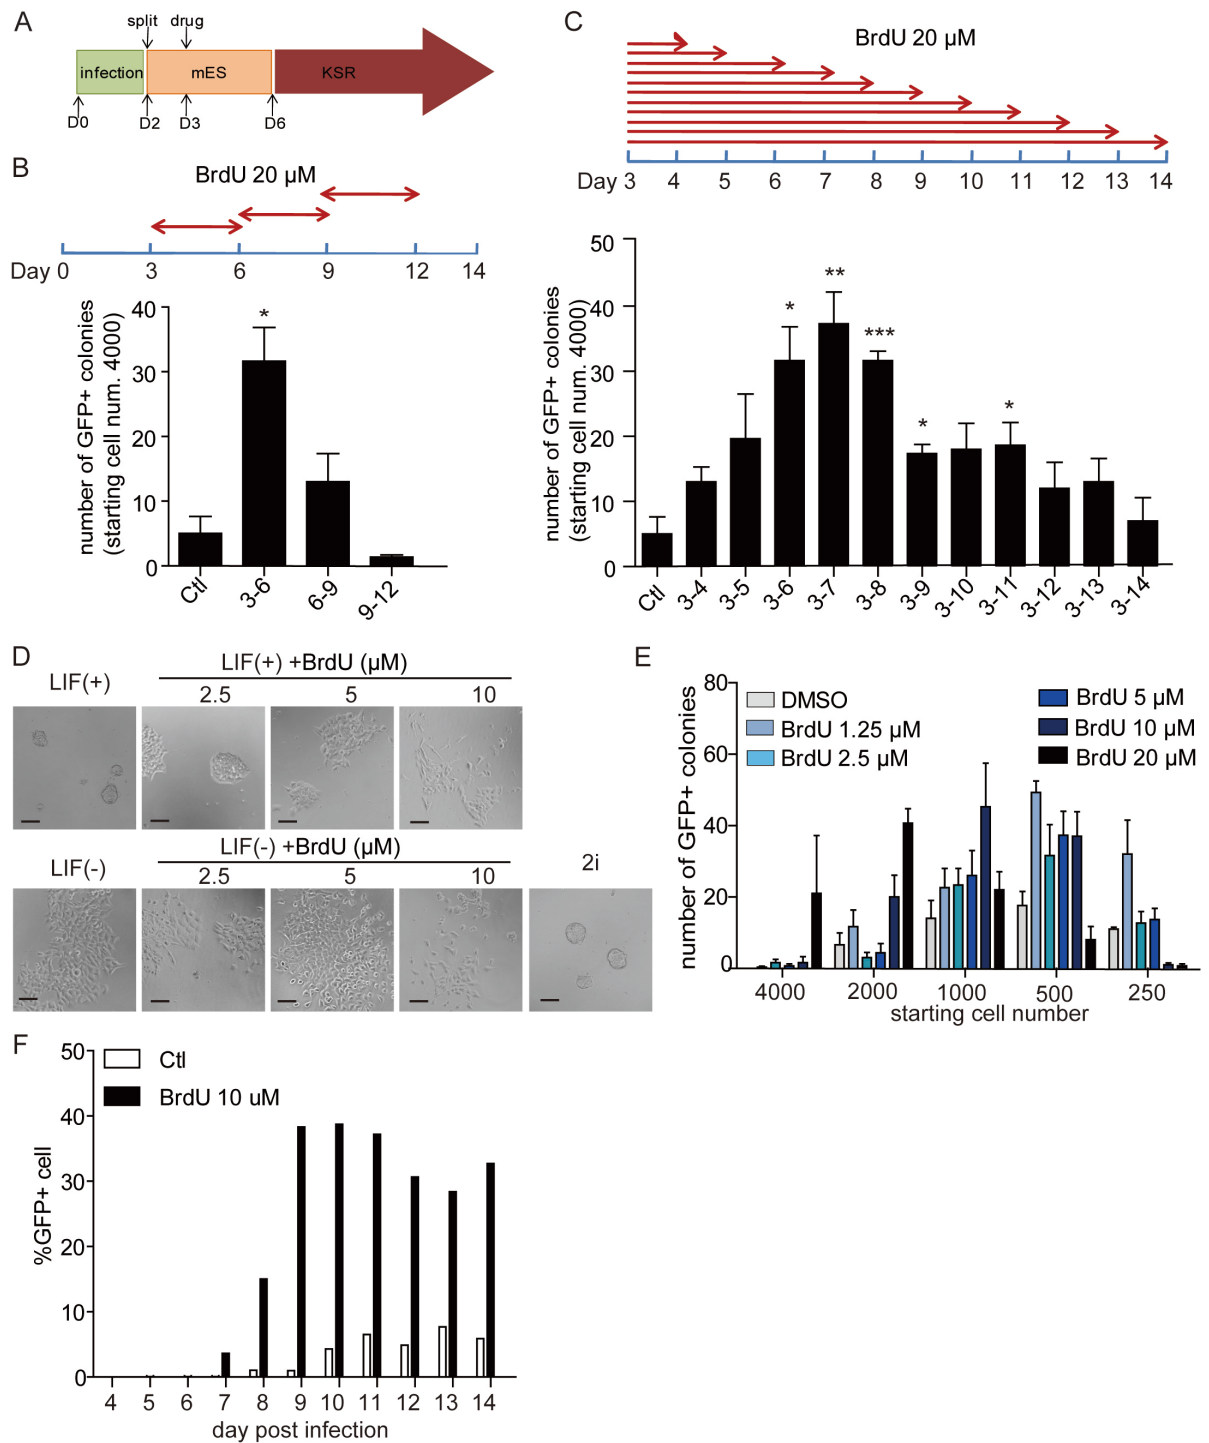 A
split drug
infection mES KSR
D0 D2 D3 D6
B
BrdU 20 µM
Day 0 3 6 9 12 14
number of GFP+ colonies
(starting cell num. 4000)
40
30
20
10
0
*
Ctl 3-6 6-9 9-12
C
BrdU 20 µM
Day 3 4 5 6 7 8 9 10 11 12 13 14
number of GFP+ colonies
(starting cell num. 4000)
50
40
30
20
10
0
* ** *** * *
Ctl 3-4 3-5 3-6 3-7 3-8 3-9 3-10 3-11 3-12 3-13 3-14
D
LIF(+) +BrdU (µM)
LIF(+)
2.5 5 10
LIF(-) +BrdU (µM)
LIF(-)
2.5 5 10 2i
E
number of GFP+ colonies
80
60
40
20
0
DMSO
BrdU 1.25 µM
BrdU 2.5 µM
BrdU 5 µM
BrdU 10 µM
BrdU 20 µM
4000 2000 1000 500 250
starting cell number
F
%GFP+ cell
50
40
30
20
10
0
Ctl
BrdU 10 uM
4 5 6 7 8 9 10 11 12 13 14
day post infection